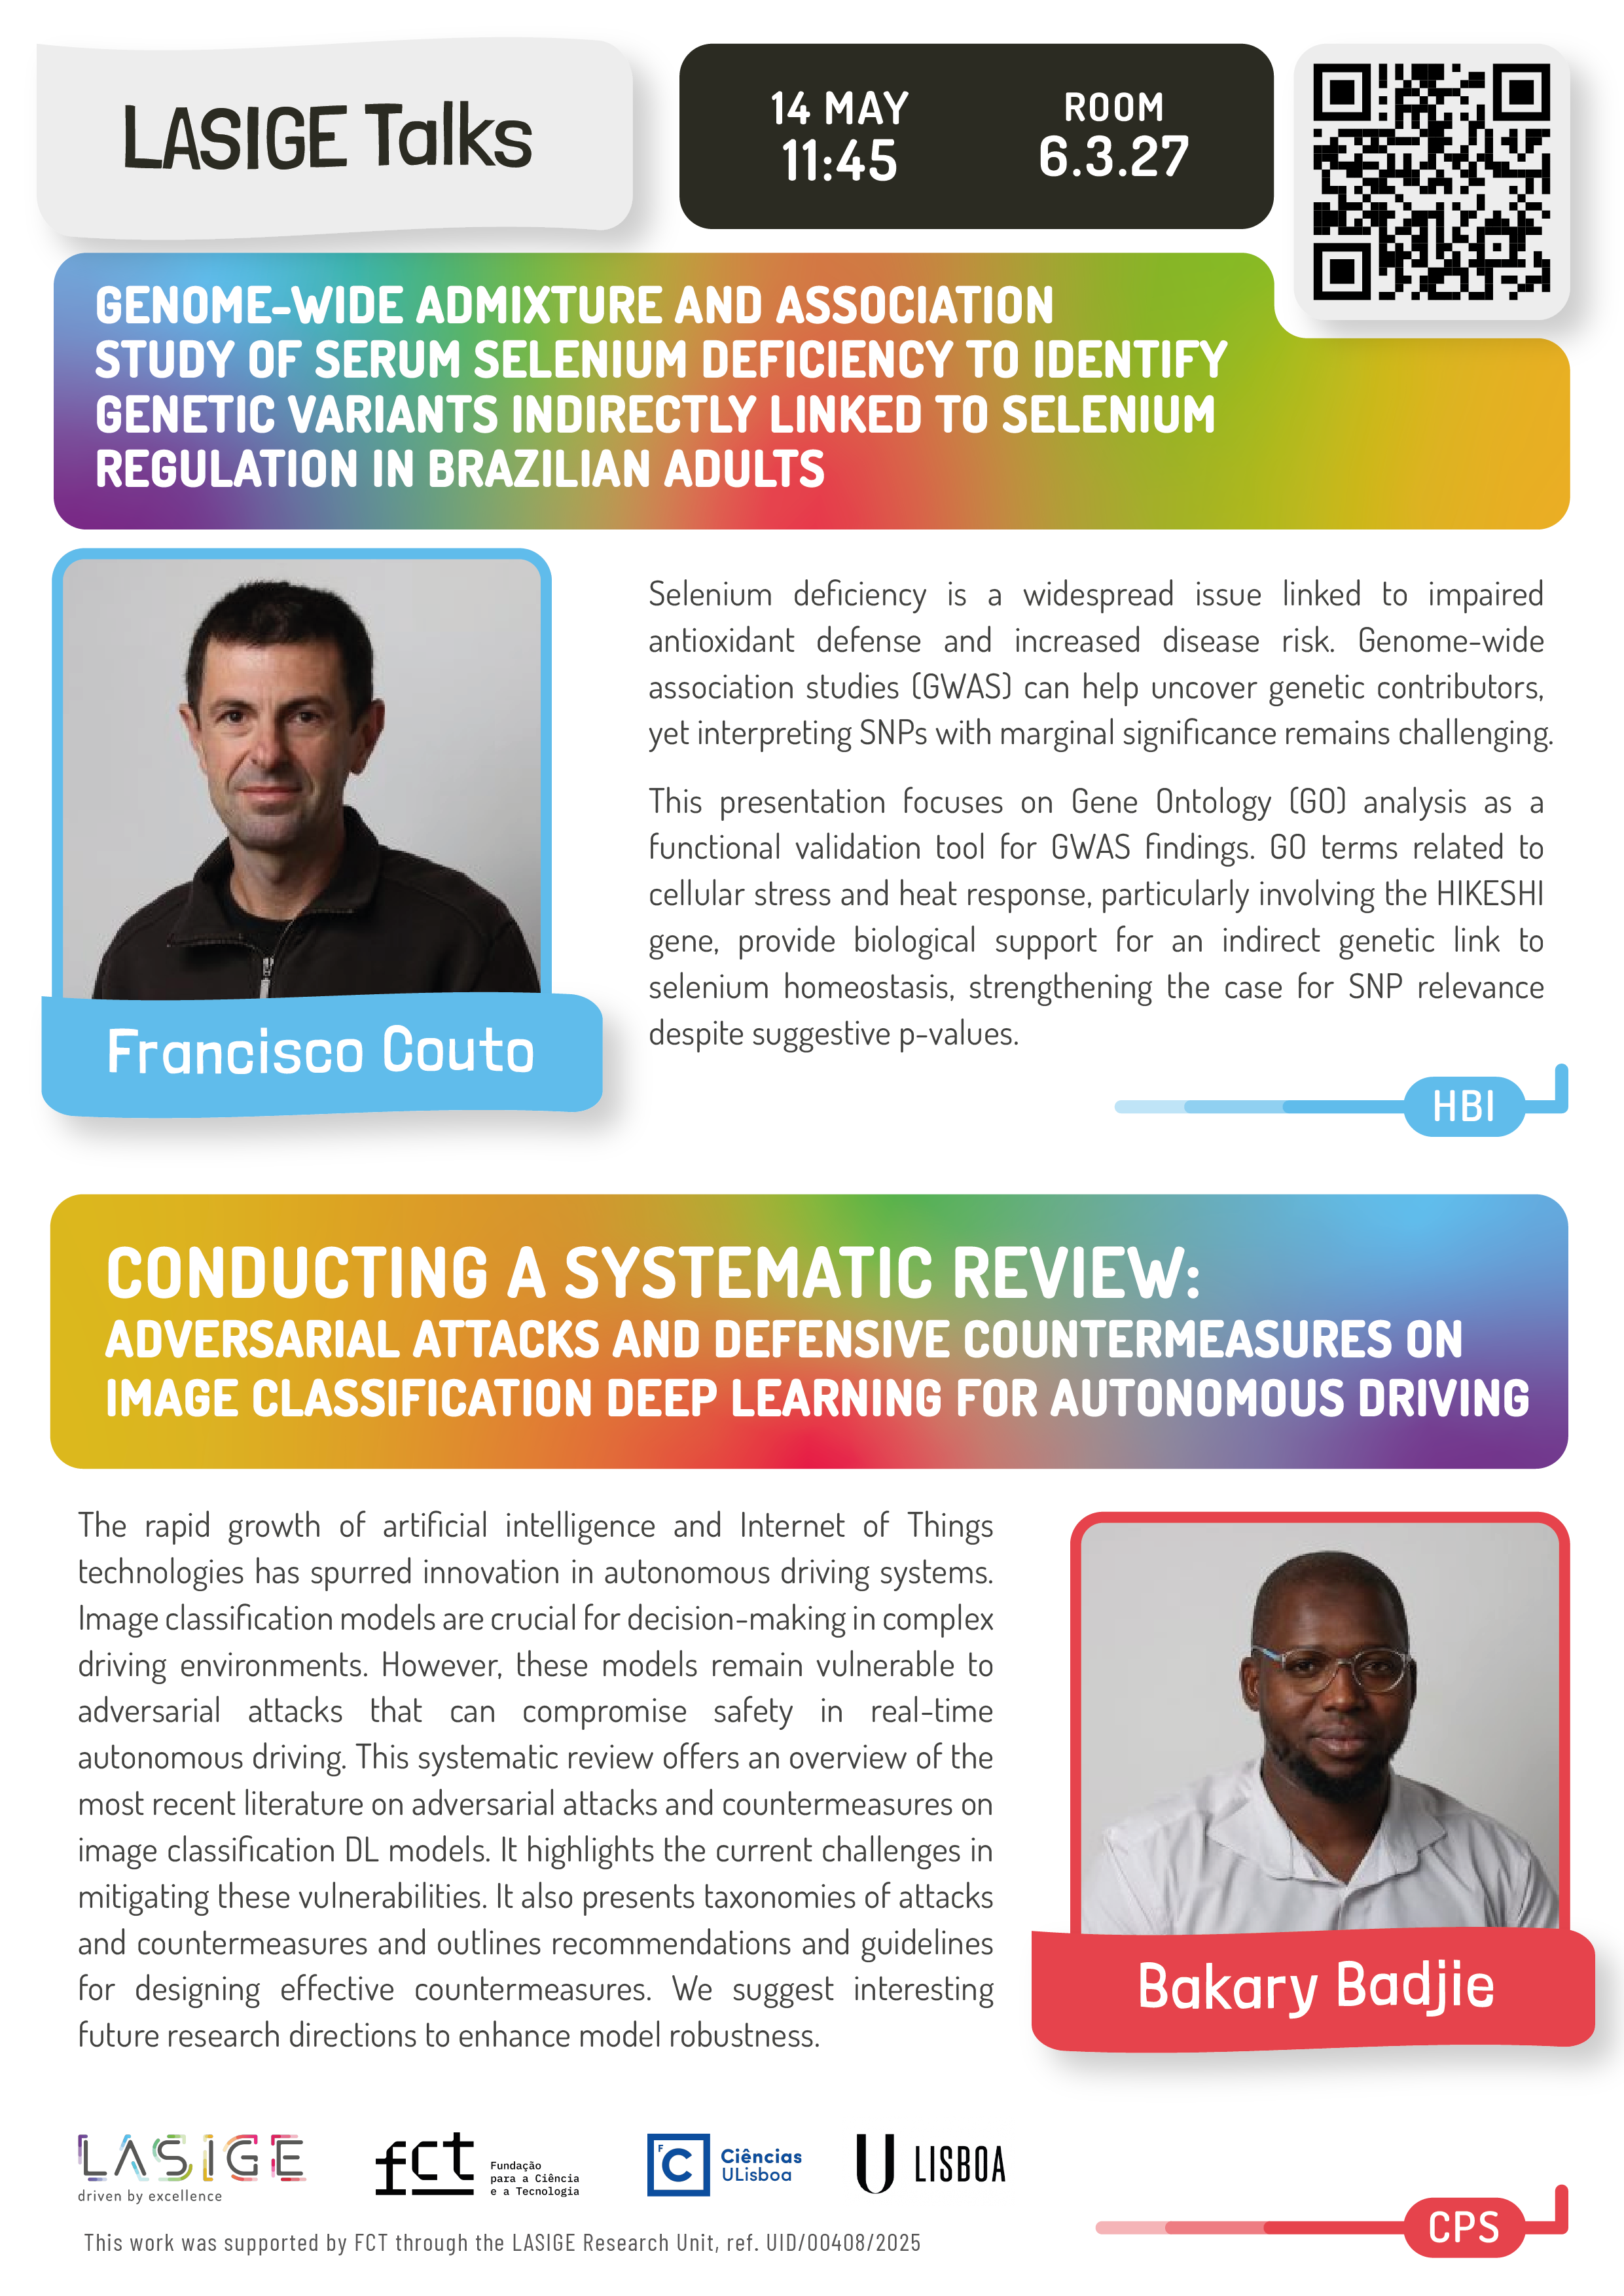 LASIGE Talks
14 MAY
11:45
ROOM
6.3.27
GENOME-WIDE ADMIXTURE AND ASSOCIATION
STUDY OF SERUM SELENIUM DEFICIENCY TO IDENTIFY
GENETIC VARIANTS INDIRECTLY LINKED TO SELENIUM
REGULATION IN BRAZILIAN ADULTS
Selenium deficiency is a widespread issue linked to impaired
antioxidant defense and increased disease risk. Genome-wide
association studies (GWAS) can help uncover genetic contributors,
yet interpreting SNPs with marginal significance remains challenging.
This presentation focuses on Gene Ontology (GO) analysis as a
functional validation tool for GWAS findings. GO terms related to
cellular stress and heat response, particularly involving the HIKESHI
gene, provide biological support for an indirect genetic link to
selenium homeostasis, strengthening the case for SNP relevance
despite suggestive p-values.
Francisco Couto
HBI
CONDUCTING A SYSTEMATIC REVIEW:
ADVERSARIAL ATTACKS AND DEFENSIVE COUNTERMEASURES ON
IMAGE CLASSIFICATION DEEP LEARNING FOR AUTONOMOUS DRIVING
The rapid growth of artificial intelligence and Internet of Things
technologies has spurred innovation in autonomous driving systems.
Image classification models are crucial for decision-making in complex
driving environments. However, these models remain vulnerable to
adversarial attacks that can compromise safety in real-time
autonomous driving. This systematic review offers an overview of the
most recent literature on adversarial attacks and countermeasures on
image classification DL models. It highlights the current challenges in
mitigating these vulnerabilities. It also presents taxonomies of attacks
and countermeasures and outlines recommendations and guidelines
for designing effective countermeasures. We suggest interesting
future research directions to enhance model robustness.
Bakary Badjie
LASIGE
driven by excellence
fct
Fundação
para a Ciência
e a Tecnologia
F C
Ciências
ULisboa
U LISBOA
CPS
This work was supported by FCT through the LASIGE Research Unit, ref. UID/00408/2025